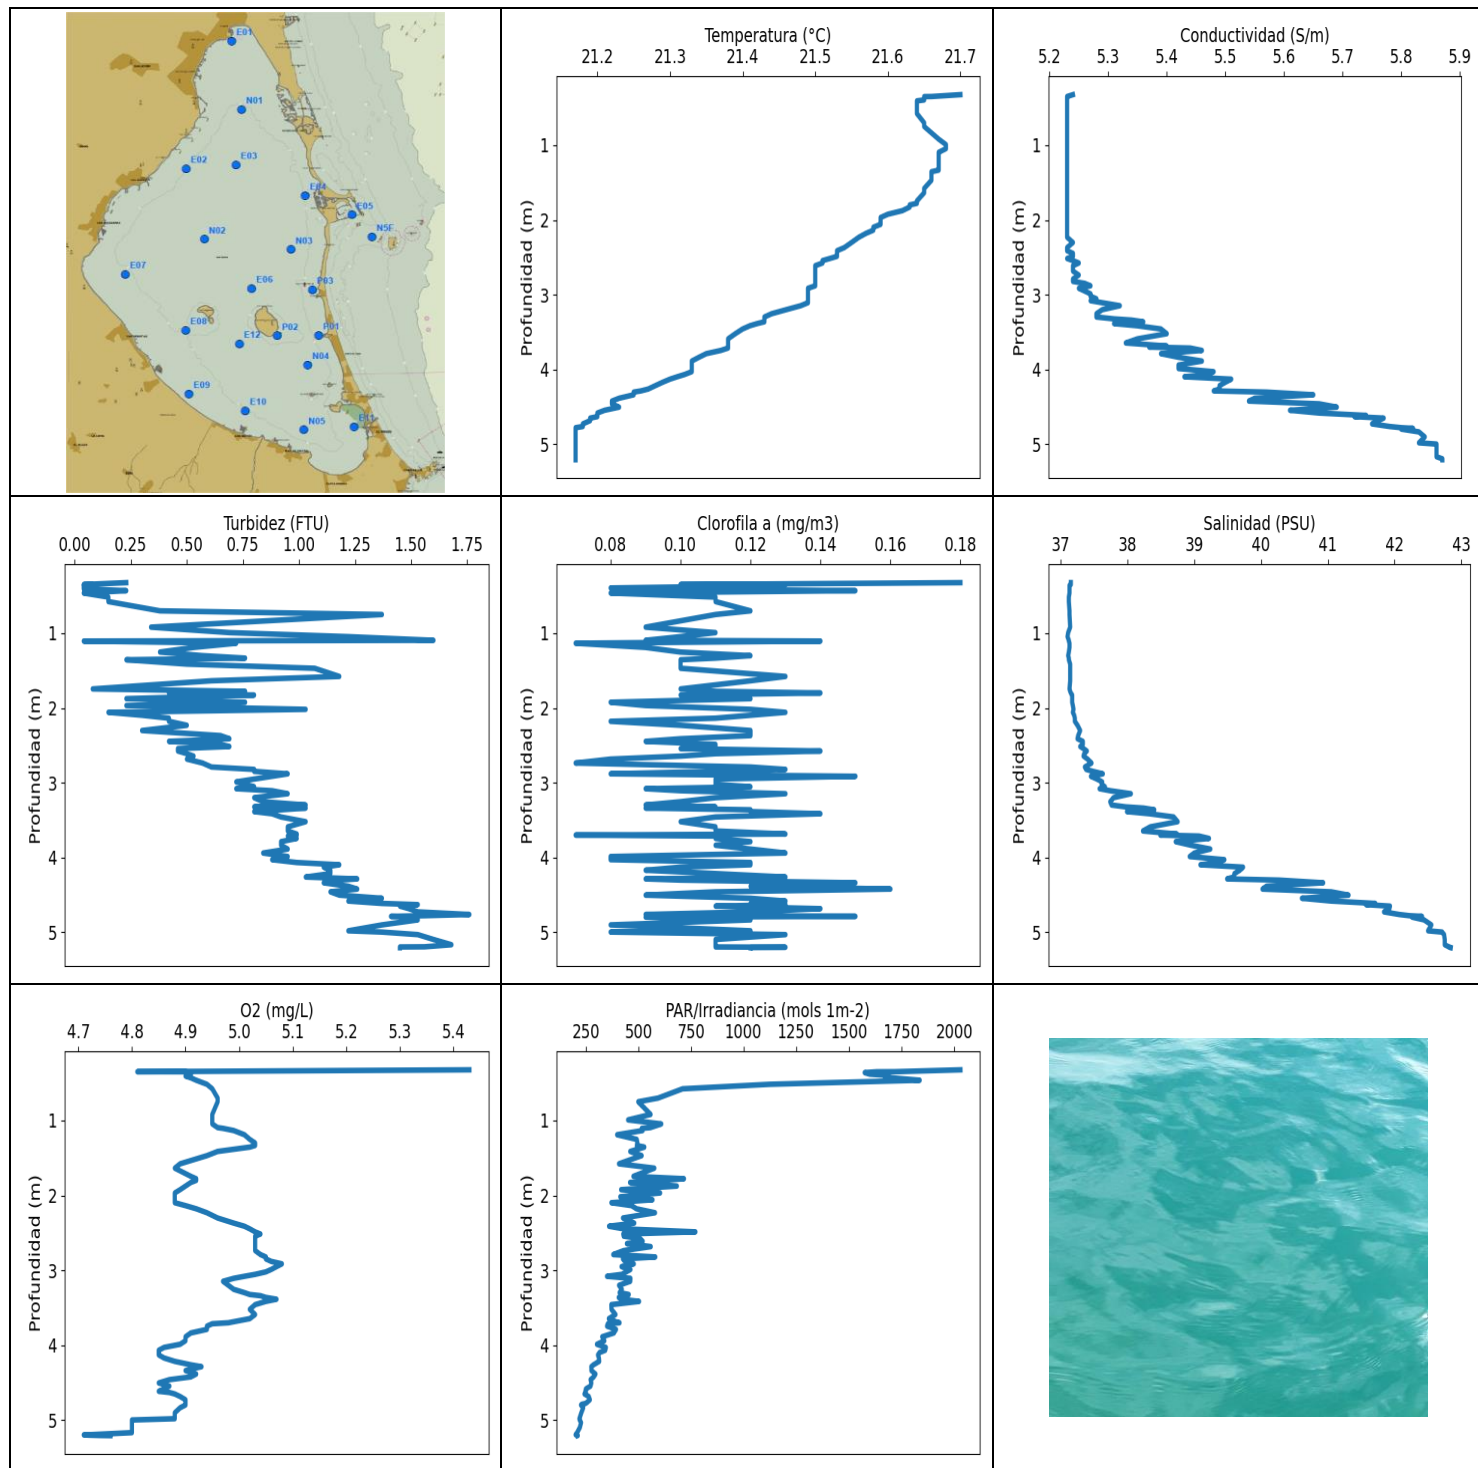 E01
N01
E02
E03
E04
E05
N5F
N02
N03
E07
E06
P03
E08
E12
P02
P01
N04
E09
E10
N05
E11
Temperatura (°C)
21.2 21.3 21.4 21.5 21.6 21.7
Profundidad (m)
1
2
3
4
5
Conductividad (S/m)
5.2 5.3 5.4 5.5 5.6 5.7 5.8 5.9
Profundidad (m)
1
2
3
4
5
Turbidez (FTU)
0.00 0.25 0.50 0.75 1.00 1.25 1.50 1.75
Profundidad (m)
1
2
3
4
5
Clorofila a (mg/m3)
0.08 0.10 0.12 0.14 0.16 0.18
Profundidad (m)
1
2
3
4
5
Salinidad (PSU)
37 38 39 40 41 42 43
Profundidad (m)
1
2
3
4
5
O2 (mg/L)
4.7 4.8 4.9 5.0 5.1 5.2 5.3 5.4
Profundidad (m)
1
2
3
4
5
PAR/Irradiancia (mols 1m-2)
250 500 750 1000 1250 1500 1750 2000
Profundidad (m)
1
2
3
4
5